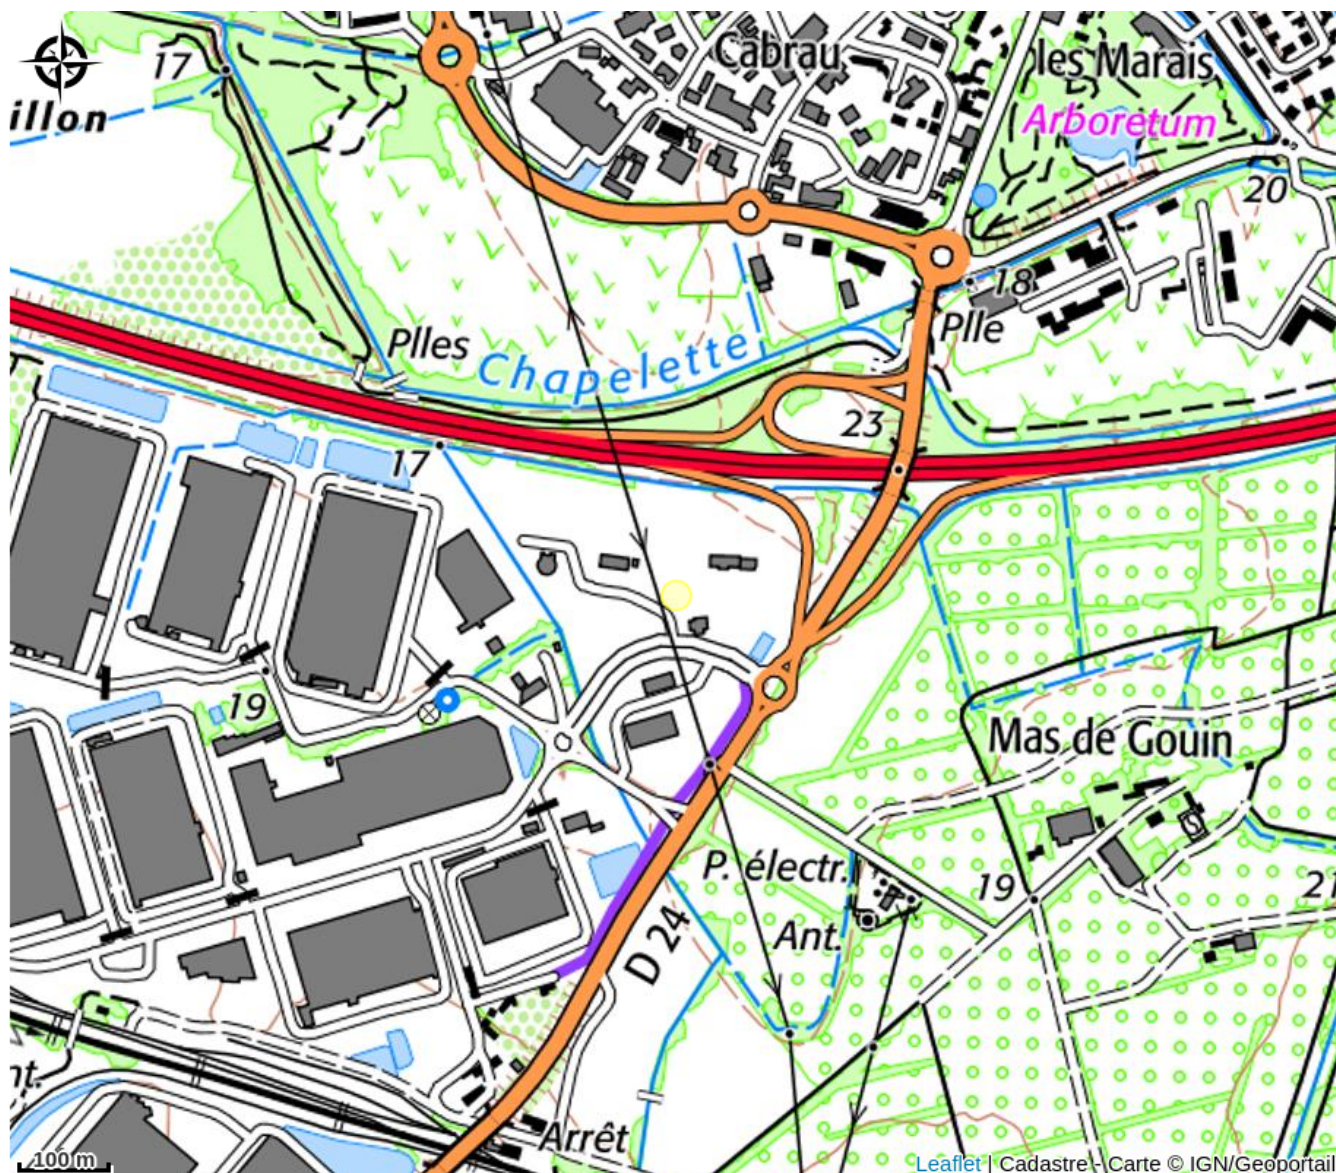 Cabrau
les Marais
17
illon
Arboretum
20
18
Plles
Chapelette
Plle
23
17
19
Mas de Gouin
P. électr.
19
21
D 24
Ant.
nt.
Arrêt
100 m
Leaflet | Cadastre - Carte © IGN/Geoportail